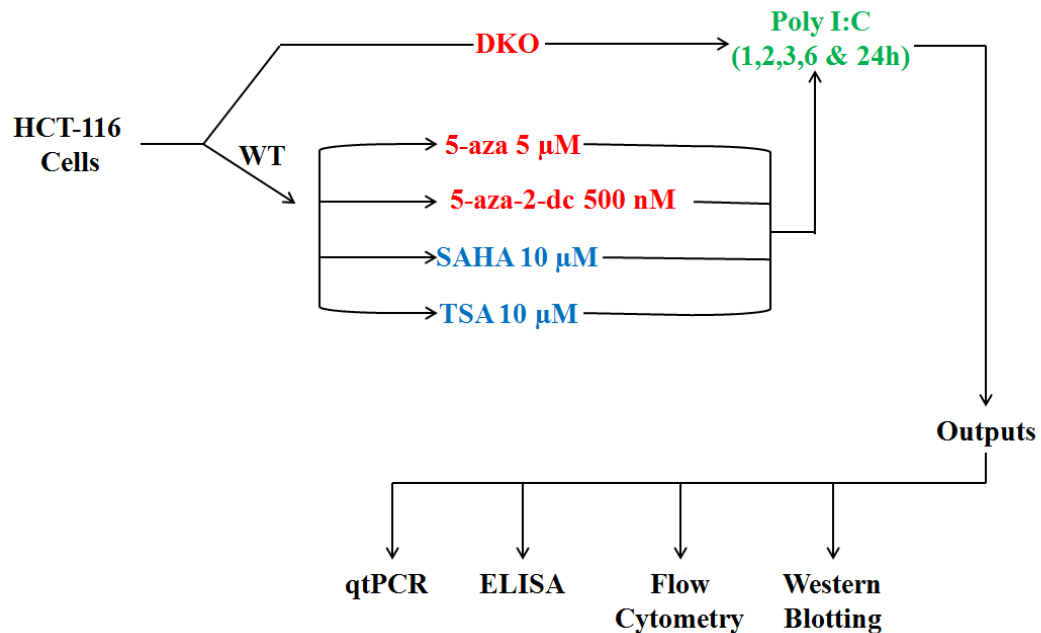 DKO
Poly I:C
(1,2,3,6 & 24h)
HCT-116
Cells
WT
5-aza 5 μM
5-aza-2-dc 500 nM
SAHA 10 μM
TSA 10 μM
Outputs
qtPCR
ELISA
Flow
Cytometry
Western
Blotting